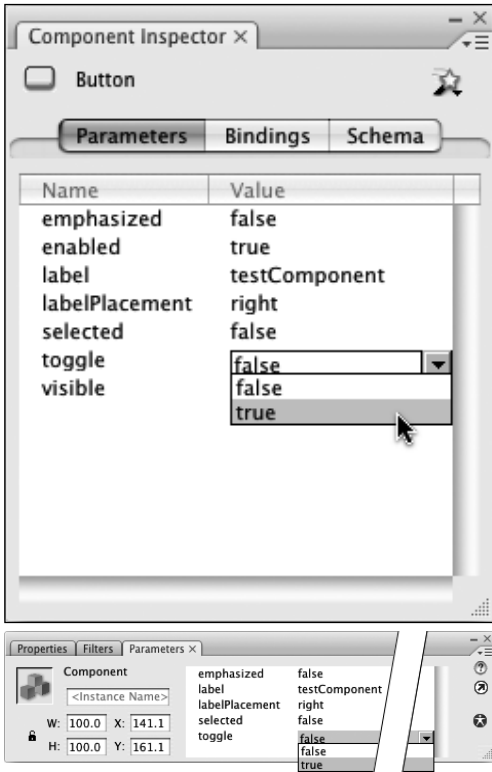 Component Inspector ×
Button
Parameters Bindings Schema
Name Value
emphasized false
enabled true
label testComponent
labelPlacement right
selected false
toggle false
visible false
true
Properties Filters Parameters ×
Component
<Instance Name>
W: 100.0 X: 141.1
H: 100.0 Y: 161.1
emphasized false
label testComponent
labelPlacement right
selected false
toggle false
false
true